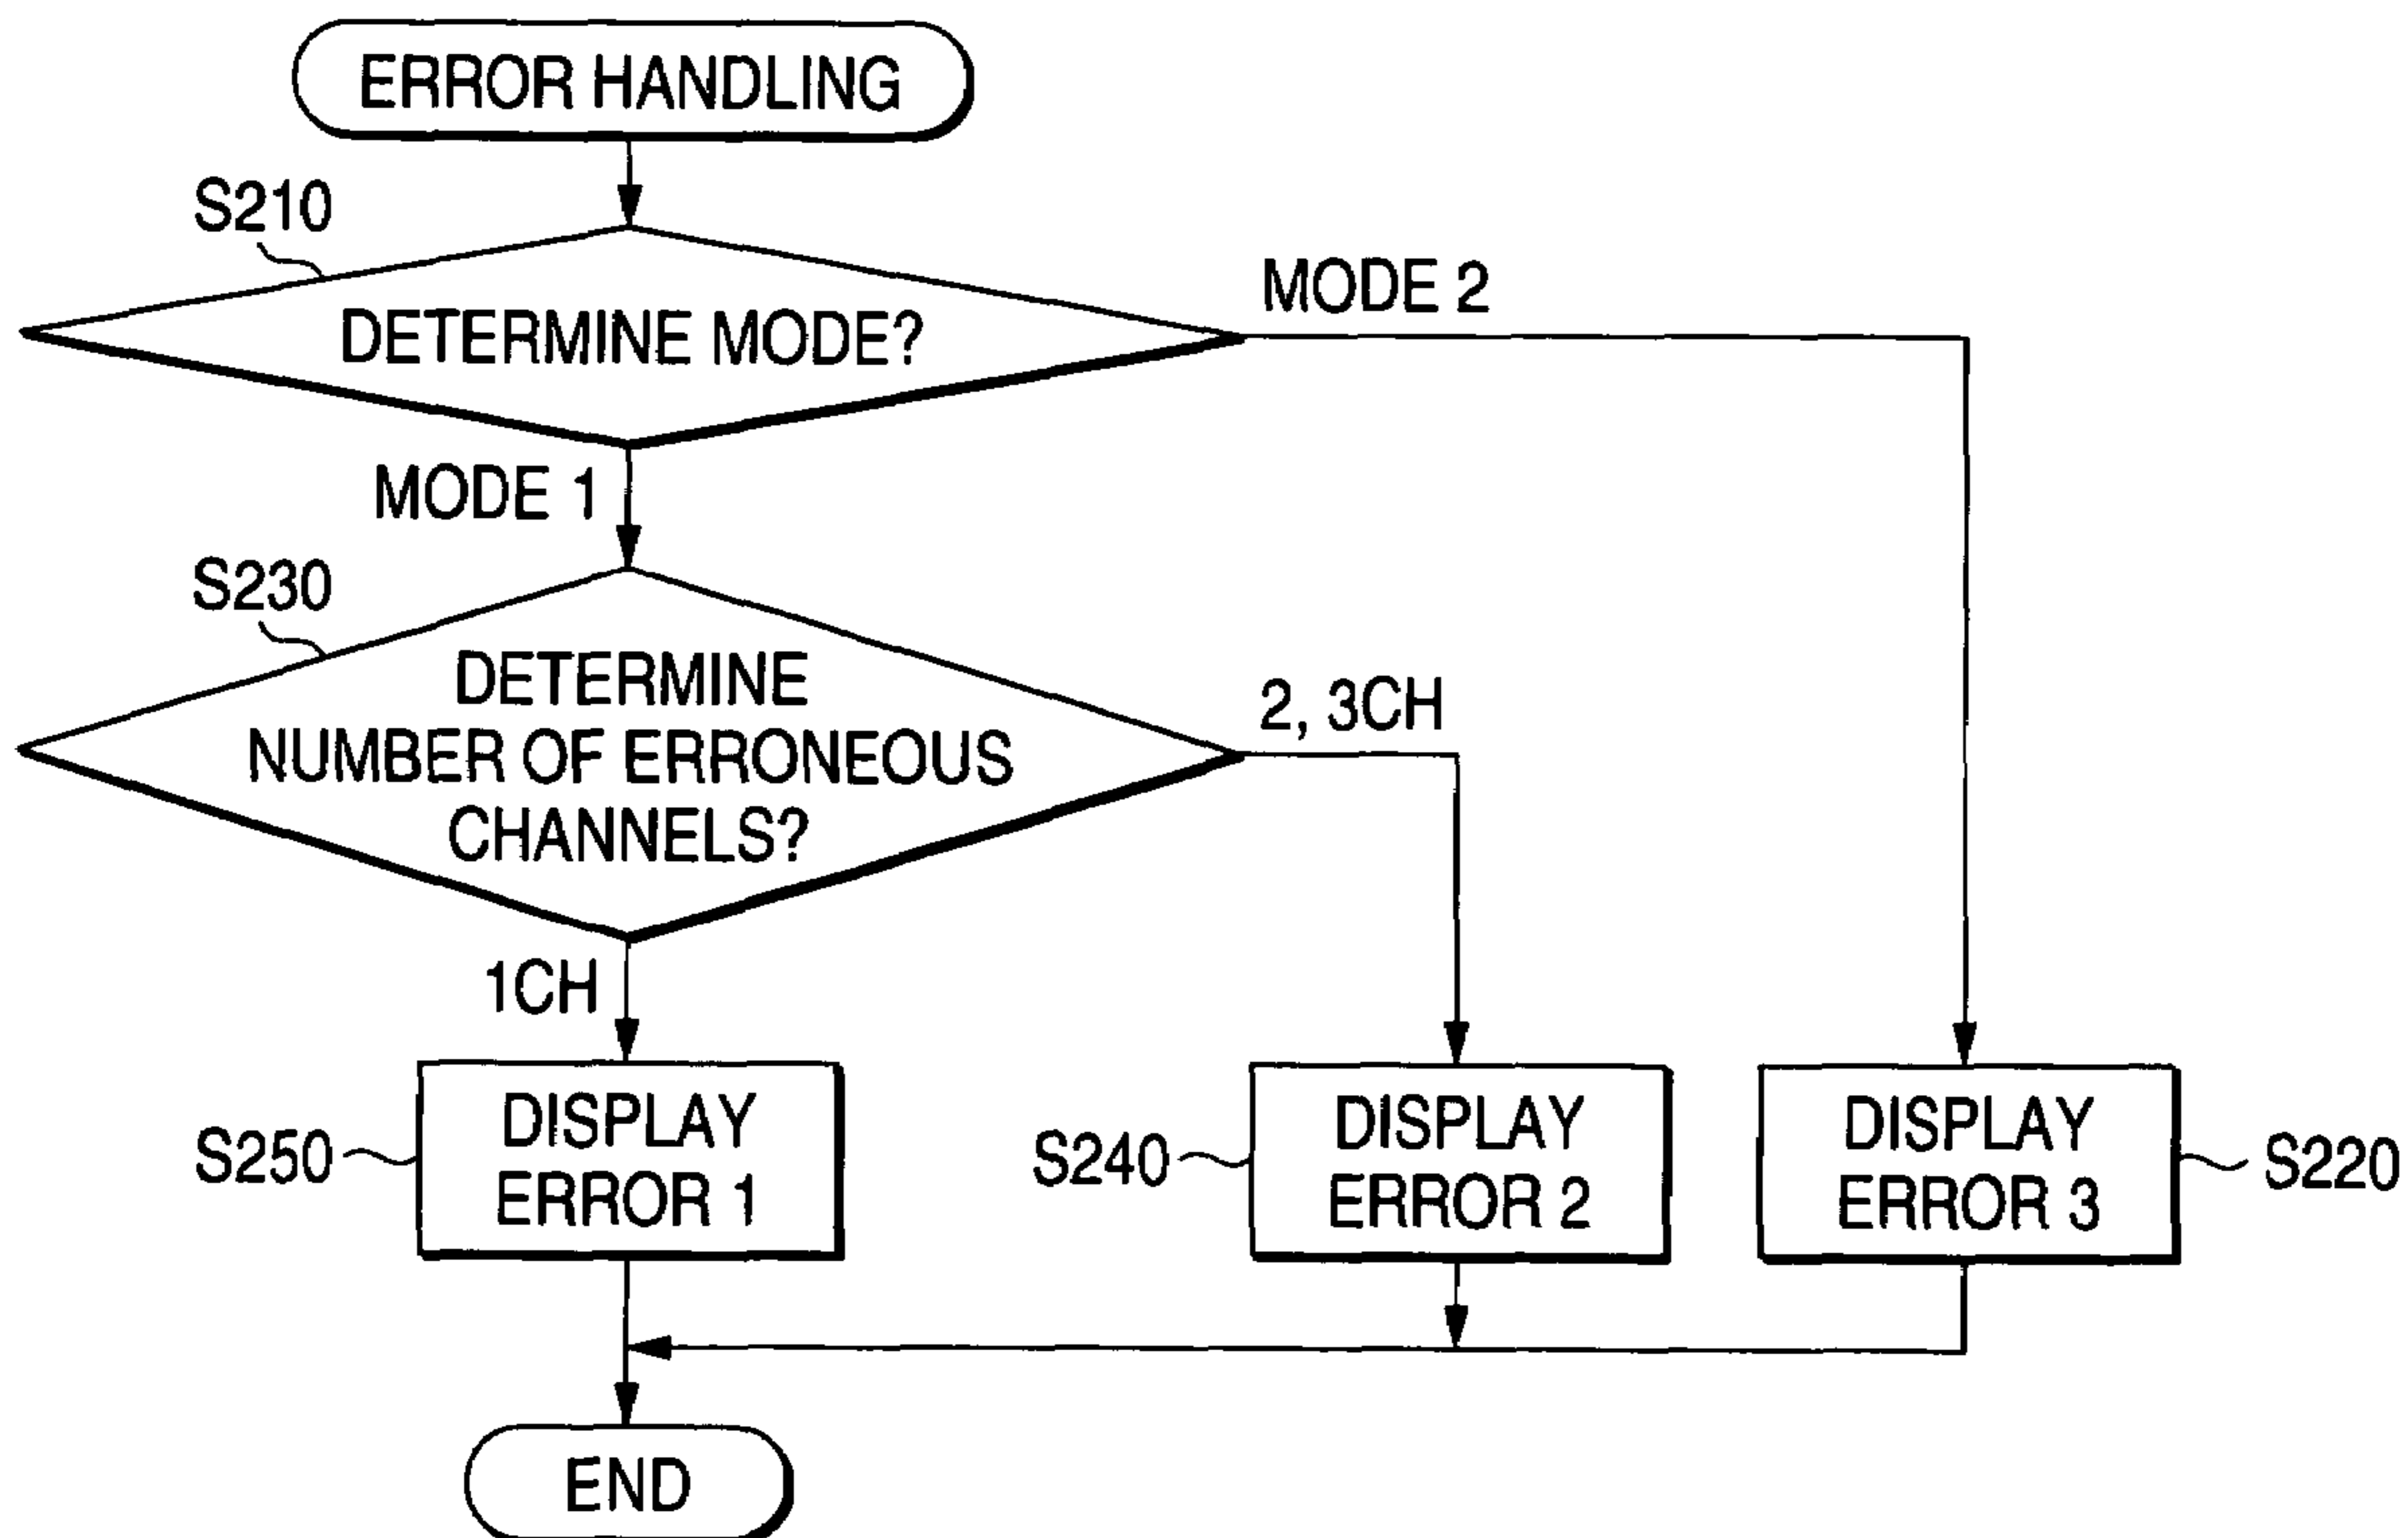 ERROR HANDLING
S210
DETERMINE MODE?
MODE 2
MODE 1
S230
DETERMINE
NUMBER OF ERRONEOUS
CHANNELS?
2, 3CH
1CH
S250
DISPLAY
ERROR 1
S240
DISPLAY
ERROR 2
DISPLAY
ERROR 3
S220
END